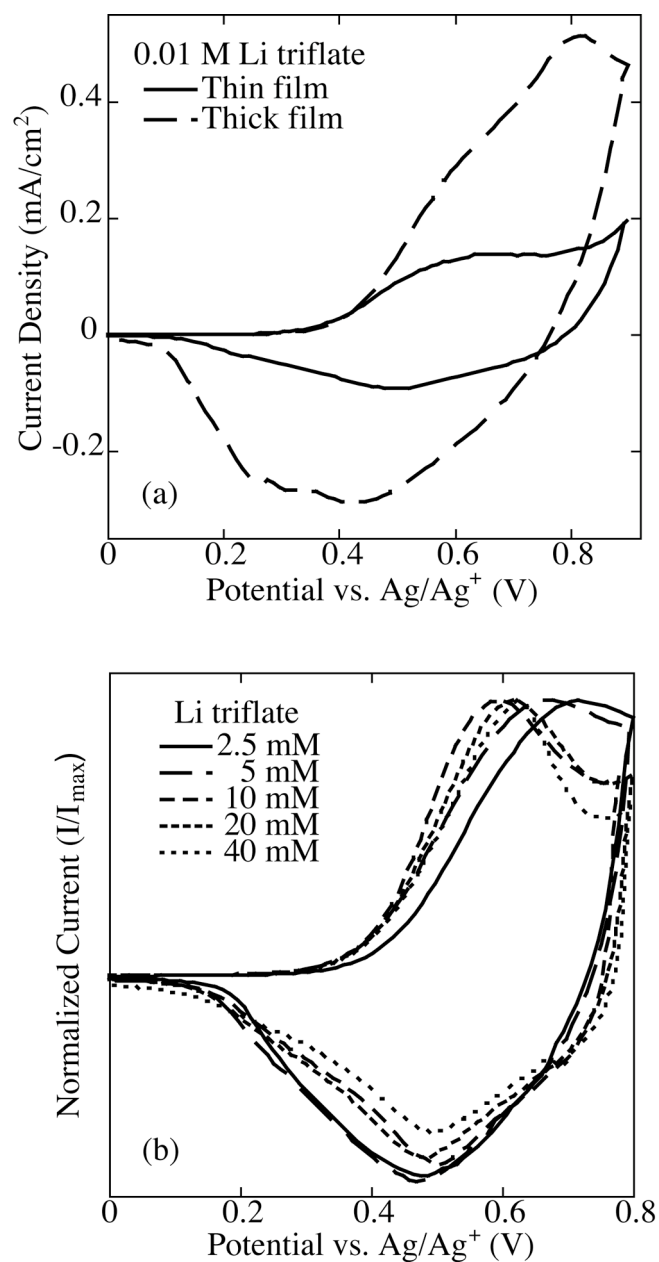 0.01 M Li triflate
Thin film
Thick film
Current Density (mA/cm²)
0.4
0.2
0
-0.2
(a)
0 0.2 0.4 0.6 0.8
Potential vs. Ag/Ag⁺ (V)
Li triflate
2.5 mM
5 mM
10 mM
20 mM
40 mM
Normalized Current (I/Iₘₐₓ)
(b)
0 0.2 0.4 0.6 0.8
Potential vs. Ag/Ag⁺ (V)